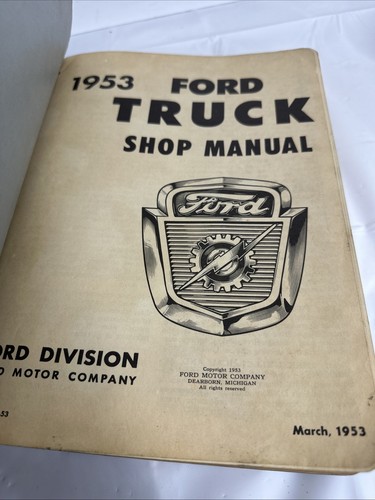 1953 FORD
TRUCK
SHOP MANUAL
Ford
ORD DIVISION
D MOTOR COMPANY
Copyright 1953
FORD MOTOR COMPANY
DEARBORN, MICHIGAN
All rights reserved
53
March, 1953